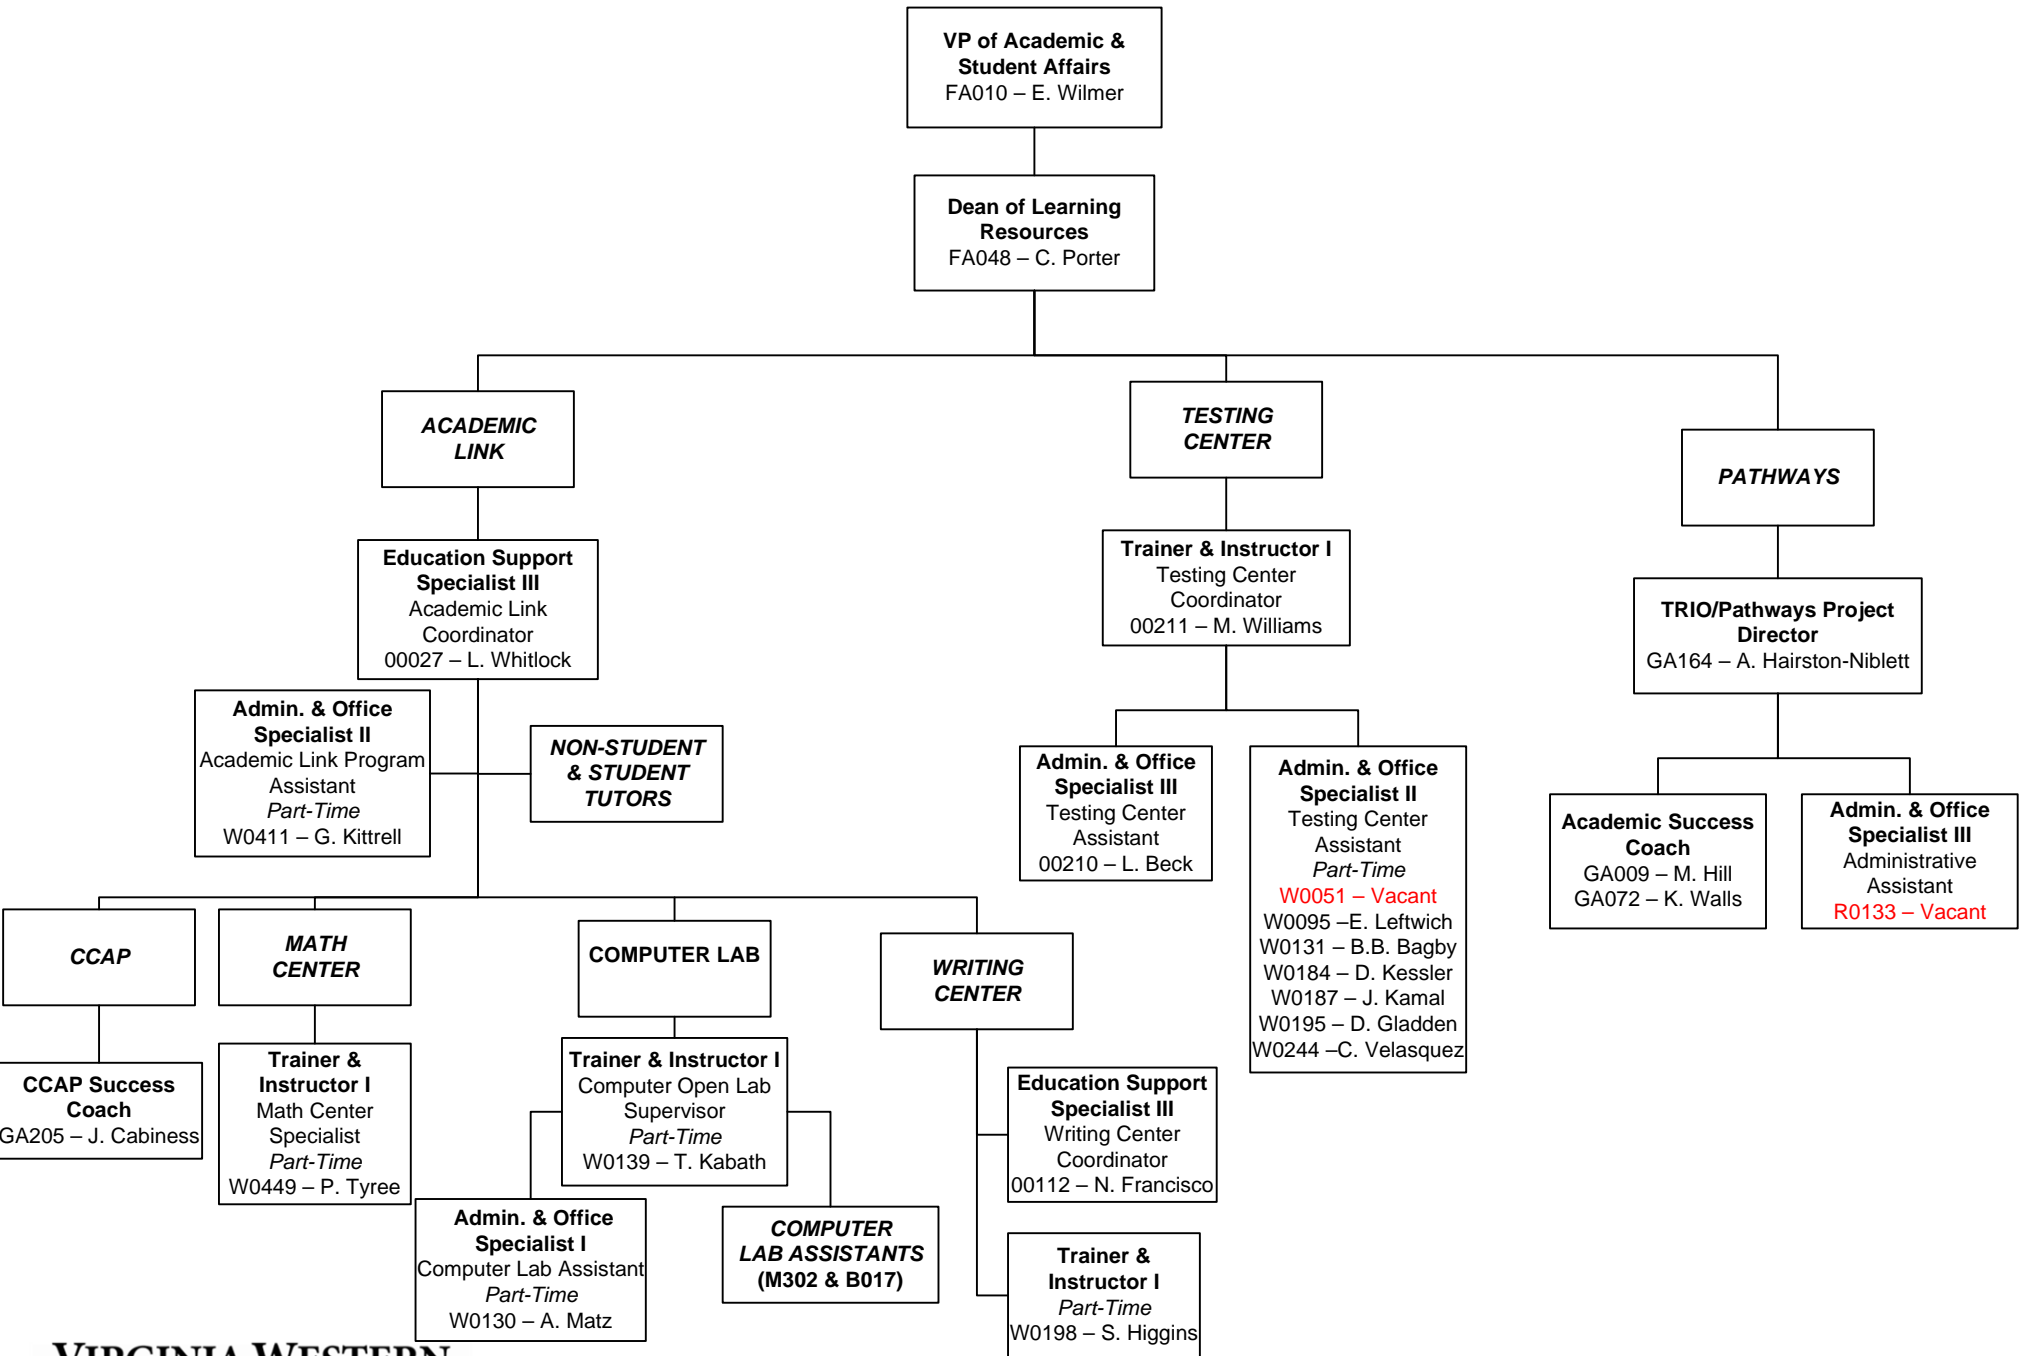 VP of Academic &
Student Affairs
FA010 – E. Wilmer
Dean of Learning
Resources
FA048 – C. Porter
ACADEMIC
LINK
TESTING
CENTER
PATHWAYS
Education Support
Specialist III
Academic Link
Coordinator
00027 – L. Whitlock
Trainer & Instructor I
Testing Center
Coordinator
00211 – M. Williams
TRIO/Pathways Project
Director
GA164 – A. Hairston-Niblett
Admin. & Office
Specialist II
Academic Link Program
Assistant
Part-Time
W0411 – G. Kittrell
NON-STUDENT
& STUDENT
TUTORS
Admin. & Office
Specialist III
Testing Center
Assistant
00210 – L. Beck
Admin. & Office
Specialist II
Testing Center
Assistant
Part-Time
W0051 – Vacant
W0095 –E. Leftwich
W0131 – B.B. Bagby
W0184 – D. Kessler
W0187 – J. Kamal
W0195 – D. Gladden
W0244 –C. Velasquez
Academic Success
Coach
GA009 – M. Hill
GA072 – K. Walls
Admin. & Office
Specialist III
Administrative
Assistant
R0133 – Vacant
CCAP
MATH
CENTER
COMPUTER LAB
WRITING
CENTER
CCAP Success
Coach
GA205 – J. Cabiness
Trainer &
Instructor I
Math Center
Specialist
Part-Time
W0449 – P. Tyree
Trainer & Instructor I
Computer Open Lab
Supervisor
Part-Time
W0139 – T. Kabath
Education Support
Specialist III
Writing Center
Coordinator
00112 – N. Francisco
Admin. & Office
Specialist I
Computer Lab Assistant
Part-Time
W0130 – A. Matz
COMPUTER
LAB ASSISTANTS
(M302 & B017)
Trainer &
Instructor I
Part-Time
W0198 – S. Higgins
VIRGINIA WESTERN